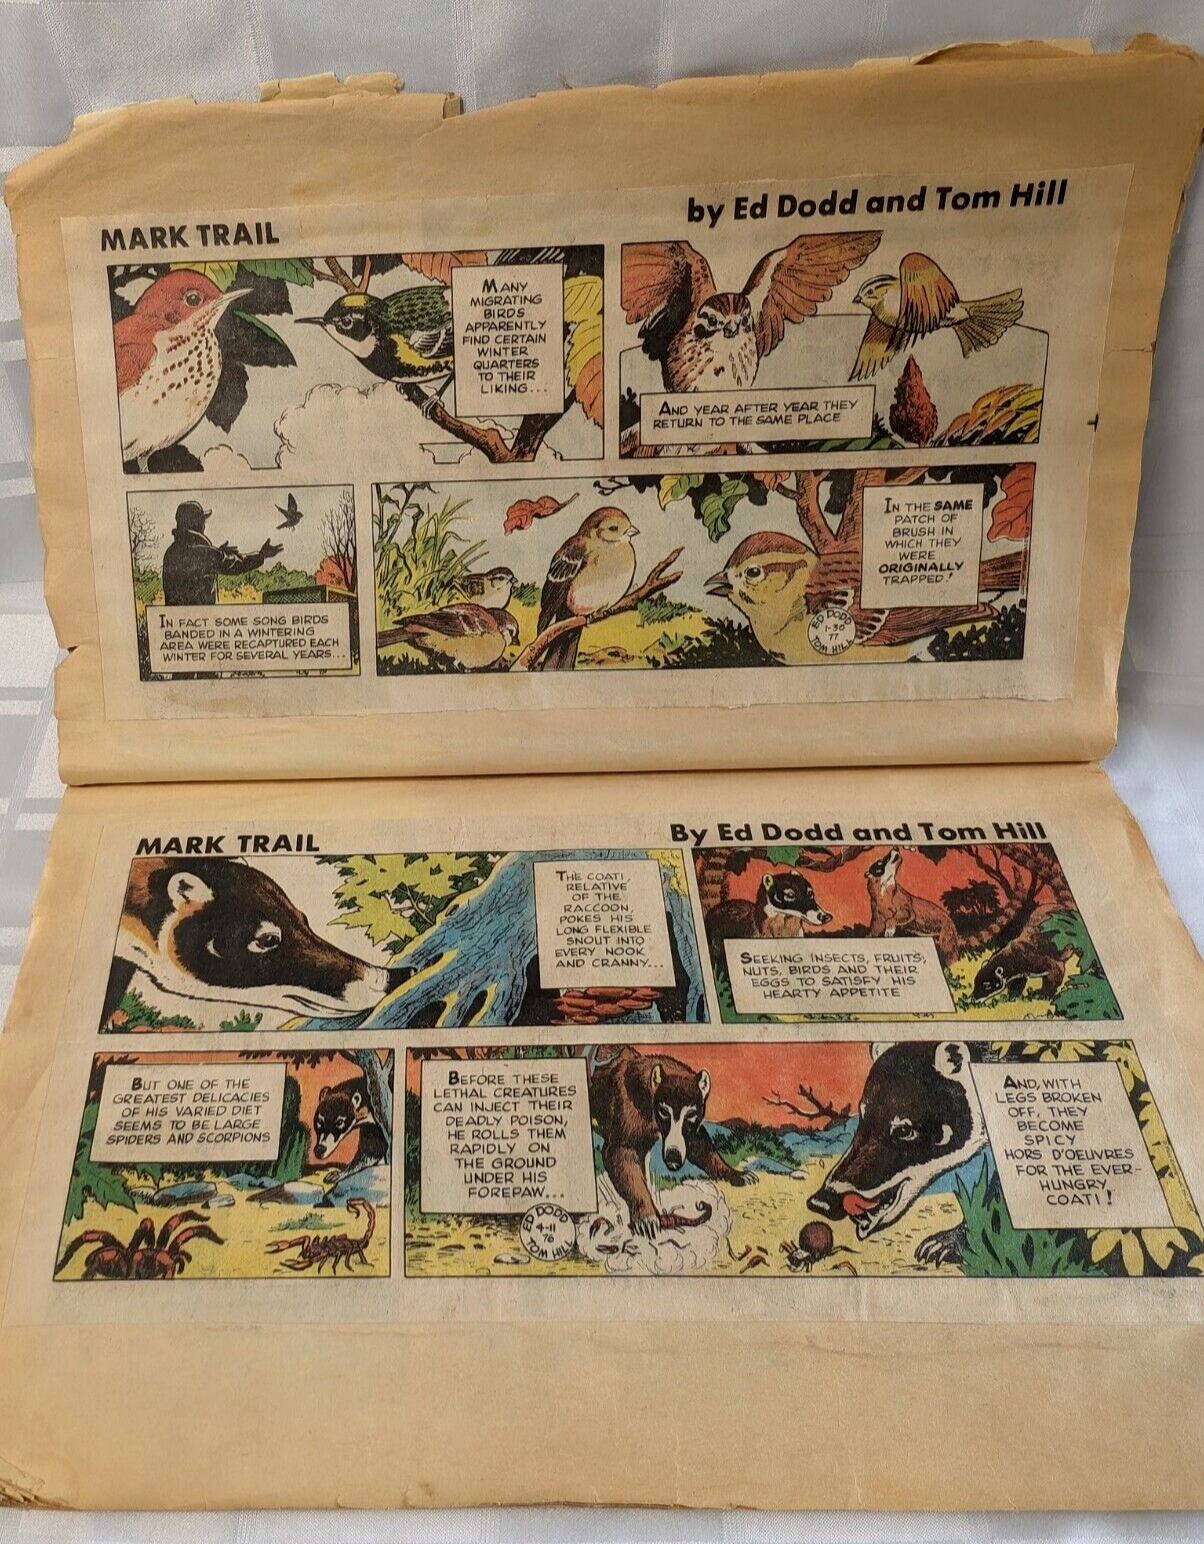 MARK TRAIL
by Ed Dodd and Tom Hill
MANY
MIGRATING
BIRDS
APPARENTLY
FIND CERTAIN
WINTER
QUARTERS
TO THEIR
LIKING...
AND YEAR AFTER YEAR THEY
RETURN TO THE SAME PLACE
IN FACT SOME SONG BIRDS
BANDED IN A WINTERING
AREA WERE RECAPTURED EACH
WINTER FOR SEVERAL YEARS...
IN THE SAME
PATCH OF
BRUSH IN
WHICH THEY
WERE
ORIGINALLY
TRAPPED!
ED DODD
1-30
77
TOM HILL
MARK TRAIL
By Ed Dodd and Tom Hill
THE COATI,
RELATIVE
OF THE
RACCOON,
POKES HIS
LONG FLEXIBLE
SNOUT INTO
EVERY NOOK
AND CRANNY...
SEEKING INSECTS, FRUITS,
NUTS, BIRDS AND THEIR
EGGS TO SATISFY HIS
HEARTY APPETITE
BUT ONE OF THE
GREATEST DELICACIES
OF HIS VARIED DIET
SEEMS TO BE LARGE
SPIDERS AND SCORPIONS
BEFORE THESE
LETHAL CREATURES
CAN INJECT THEIR
DEADLY POISON,
HE ROLLS THEM
RAPIDLY ON
THE GROUND
UNDER HIS
FOREPAW...
ED DODD
4-11
76
TOM HILL
AND, WITH
LEGS BROKEN
OFF, THEY
BECOME
SPICY
HORS D'OEUVRES
FOR THE EVER-
HUNGRY
COATI!